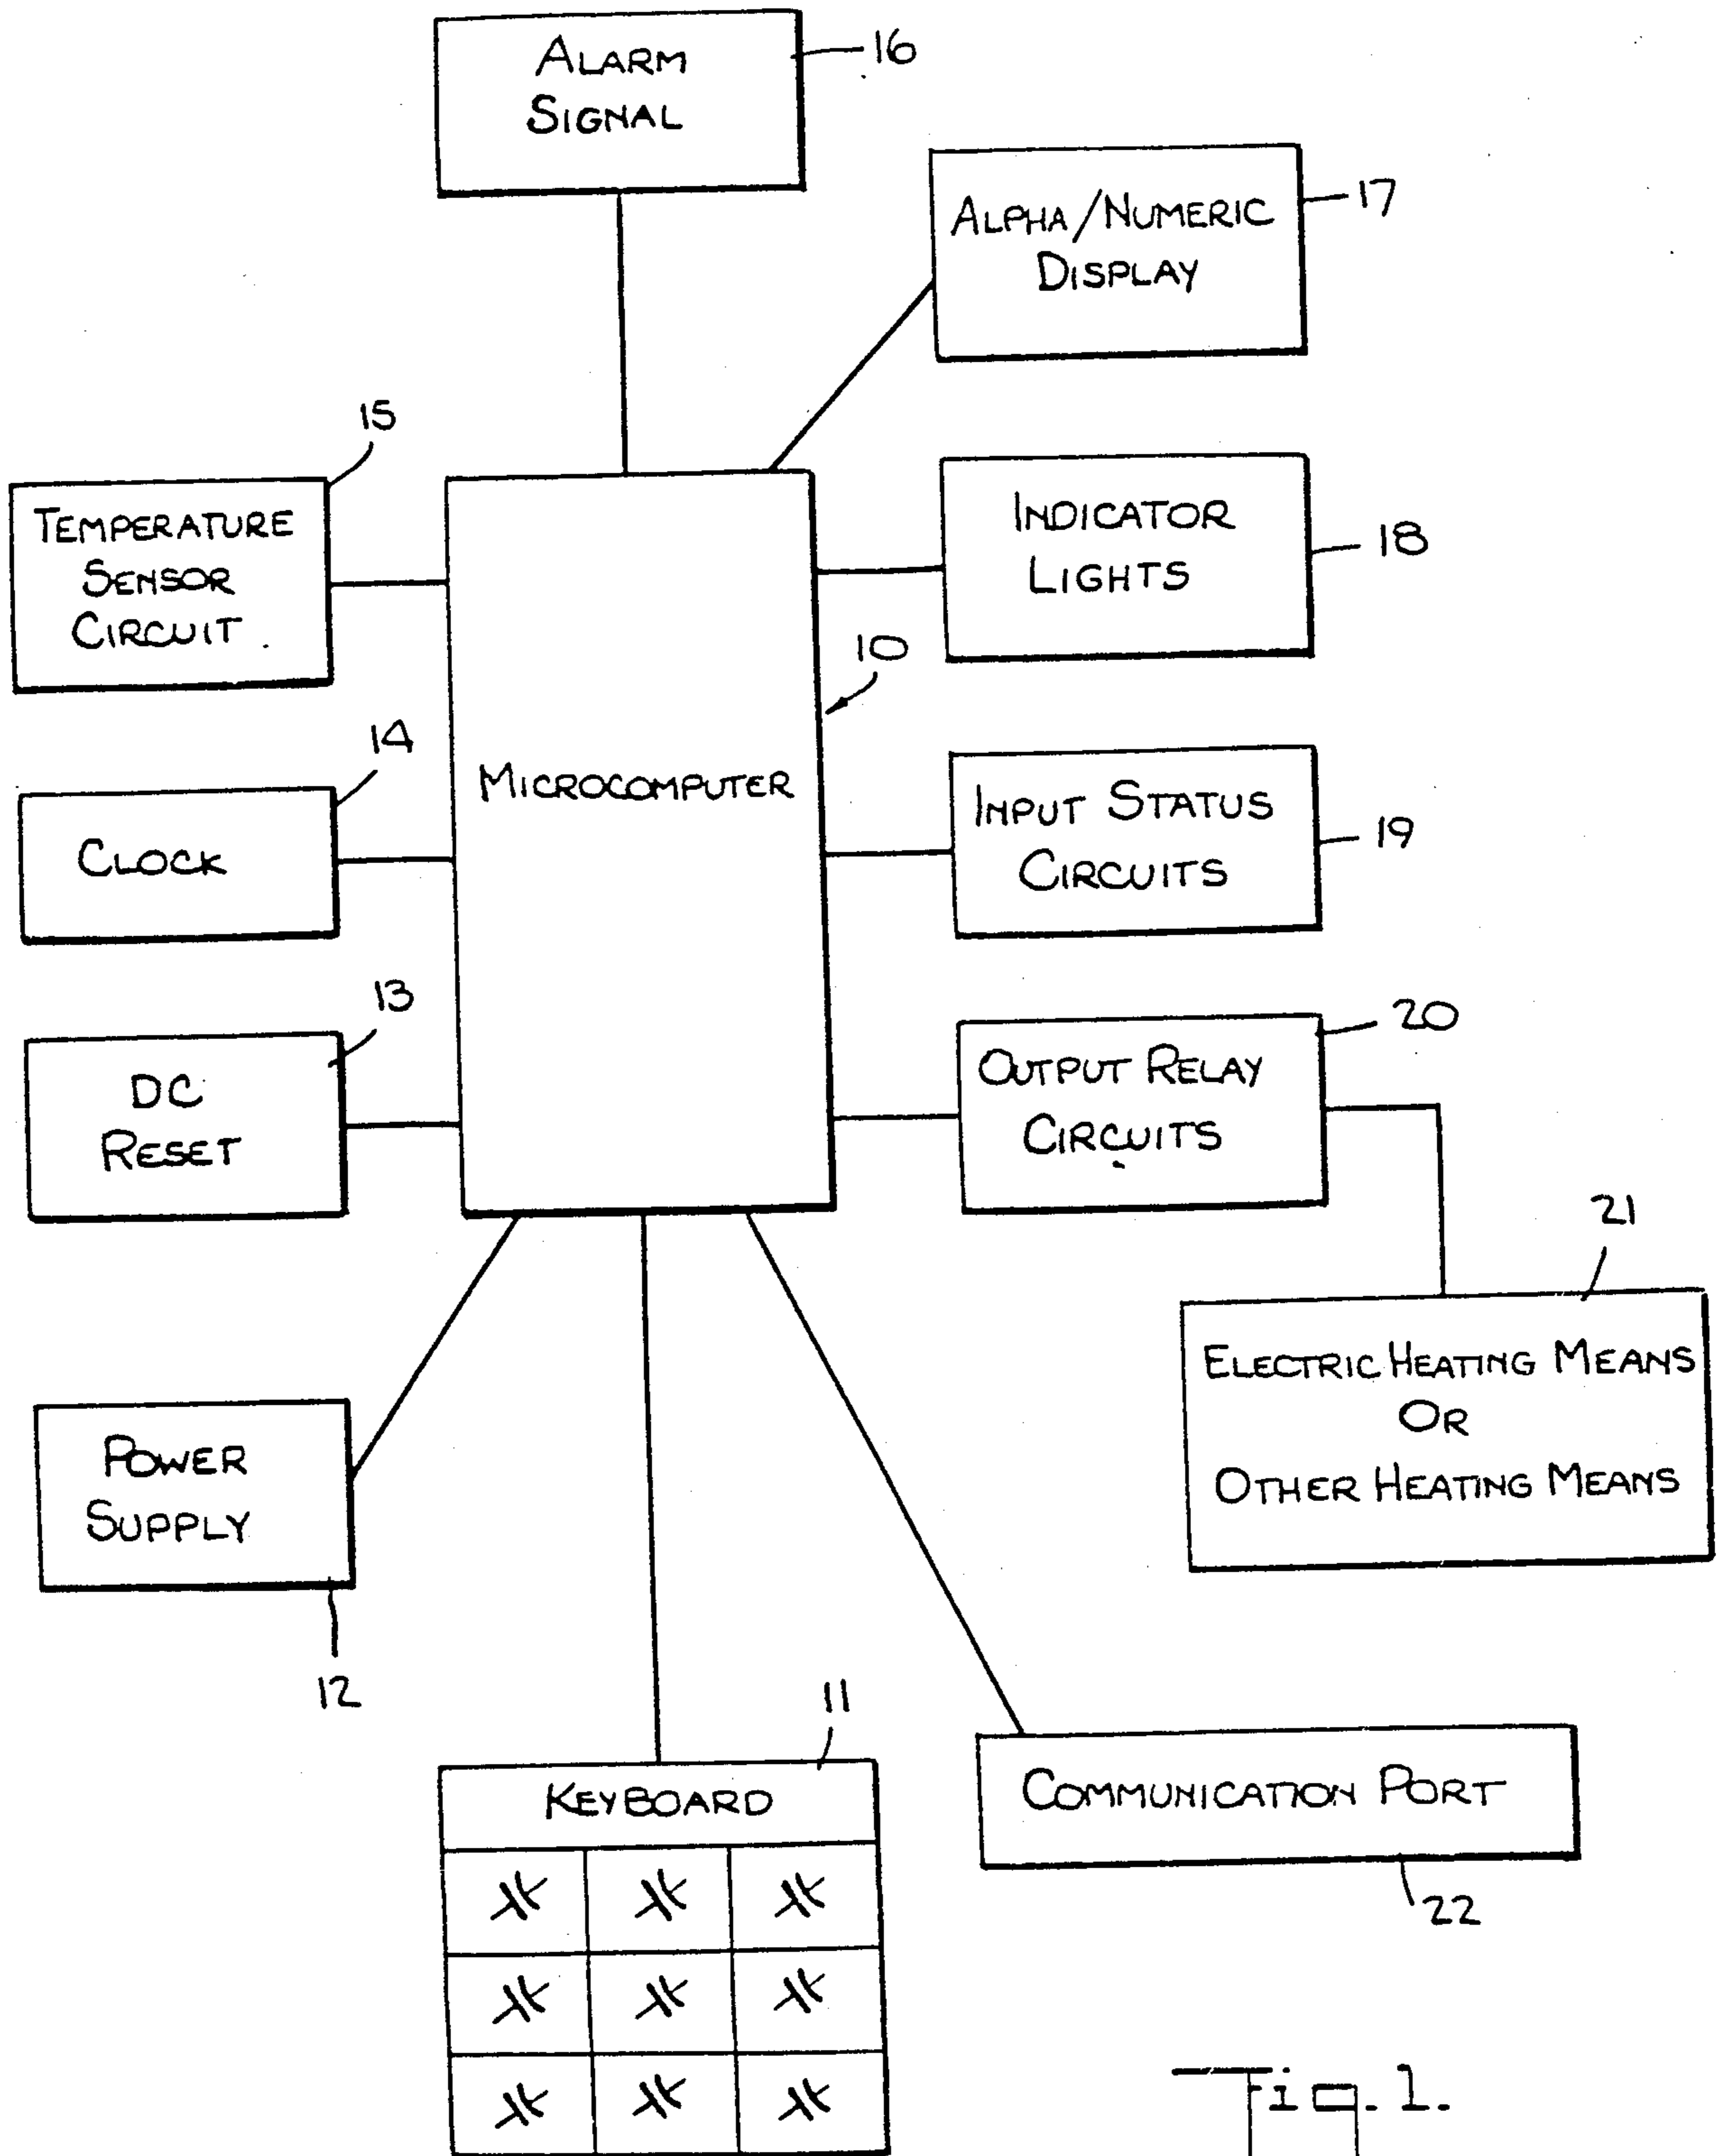 ALARM
SIGNAL
16
ALPHA/NUMERIC
DISPLAY
17
15
TEMPERATURE
SENSOR
CIRCUIT
INDICATOR
LIGHTS
18
10
14
CLOCK
MICROCOMPUTER
INPUT STATUS
CIRCUITS
19
13
DC
RESET
OUTPUT RELAY
CIRCUITS
20
21
ELECTRIC HEATING MEANS
OR
OTHER HEATING MEANS
POWER
SUPPLY
12
11
KEYBOARD
COMMUNICATION PORT
22
Fig. 1.